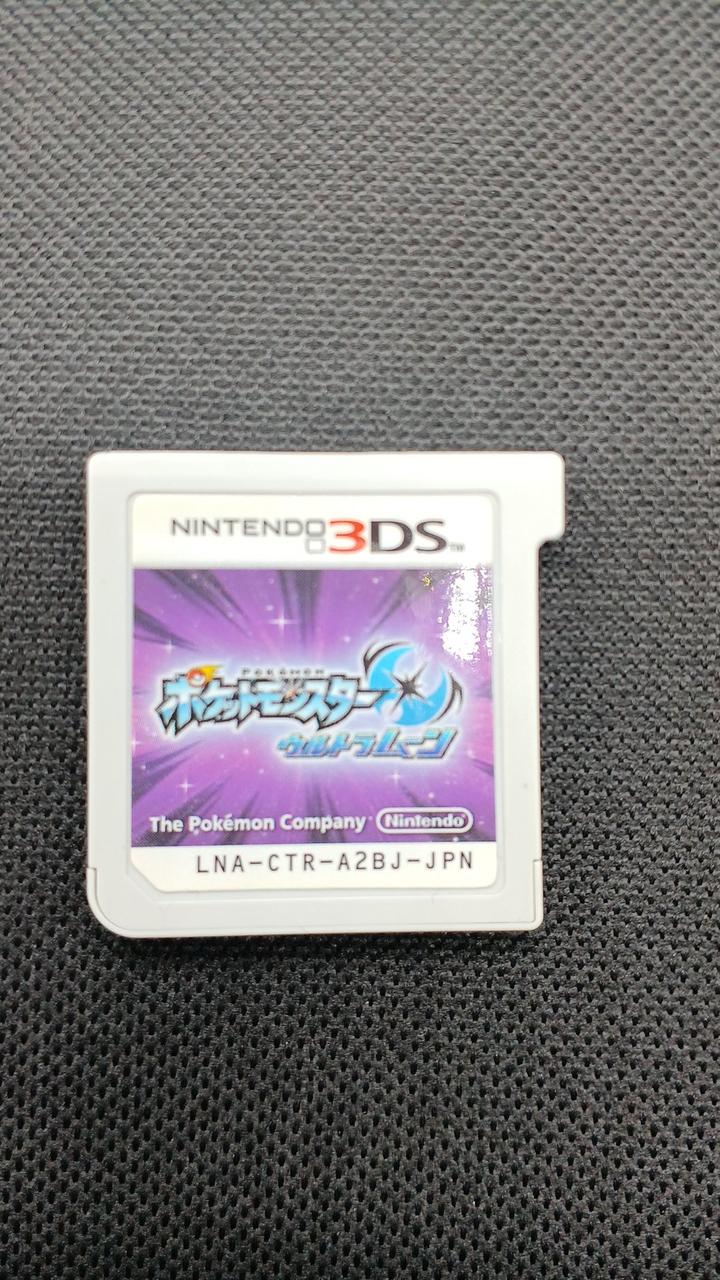 NINTENDO 3DS™
POKÉMON
ポケットモンスター
ウルトラムーン
The Pokémon Company Nintendo
LNA-CTR-A2BJ-JPN